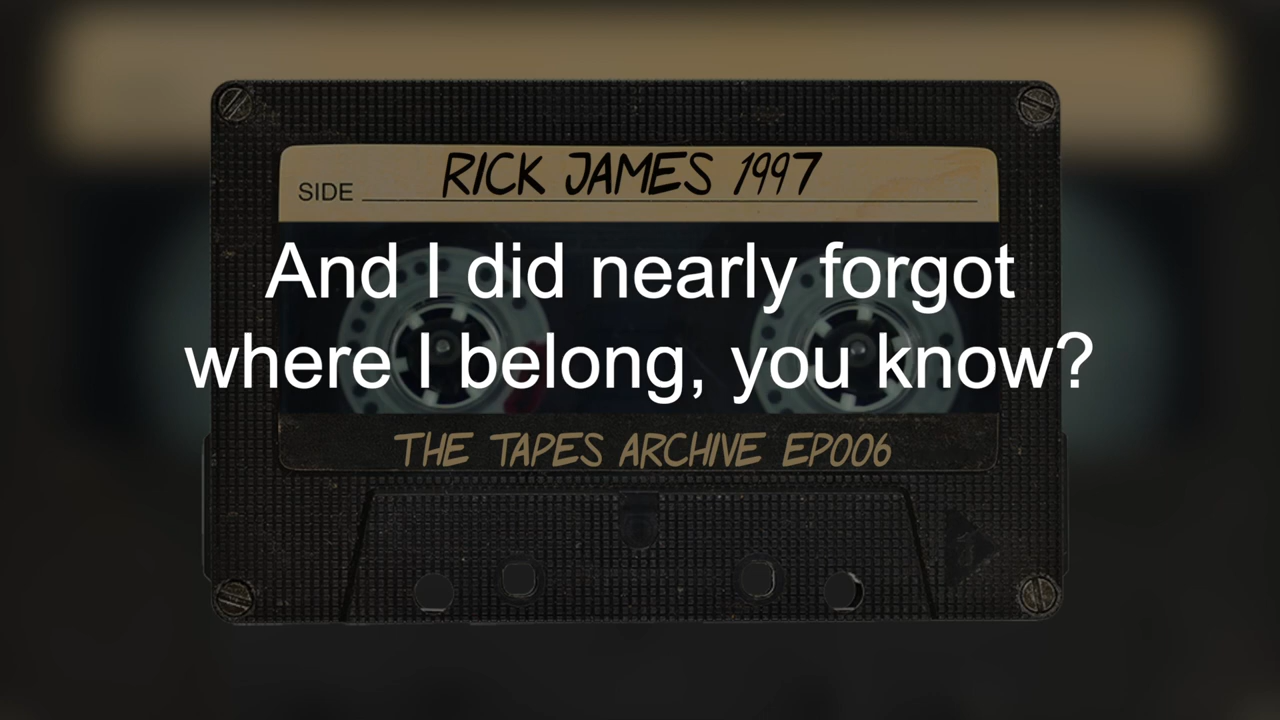 RICK JAMES 1997
SIDE
And I did nearly forgot
where I belong, you know?
THE TAPES ARCHIVE EP006